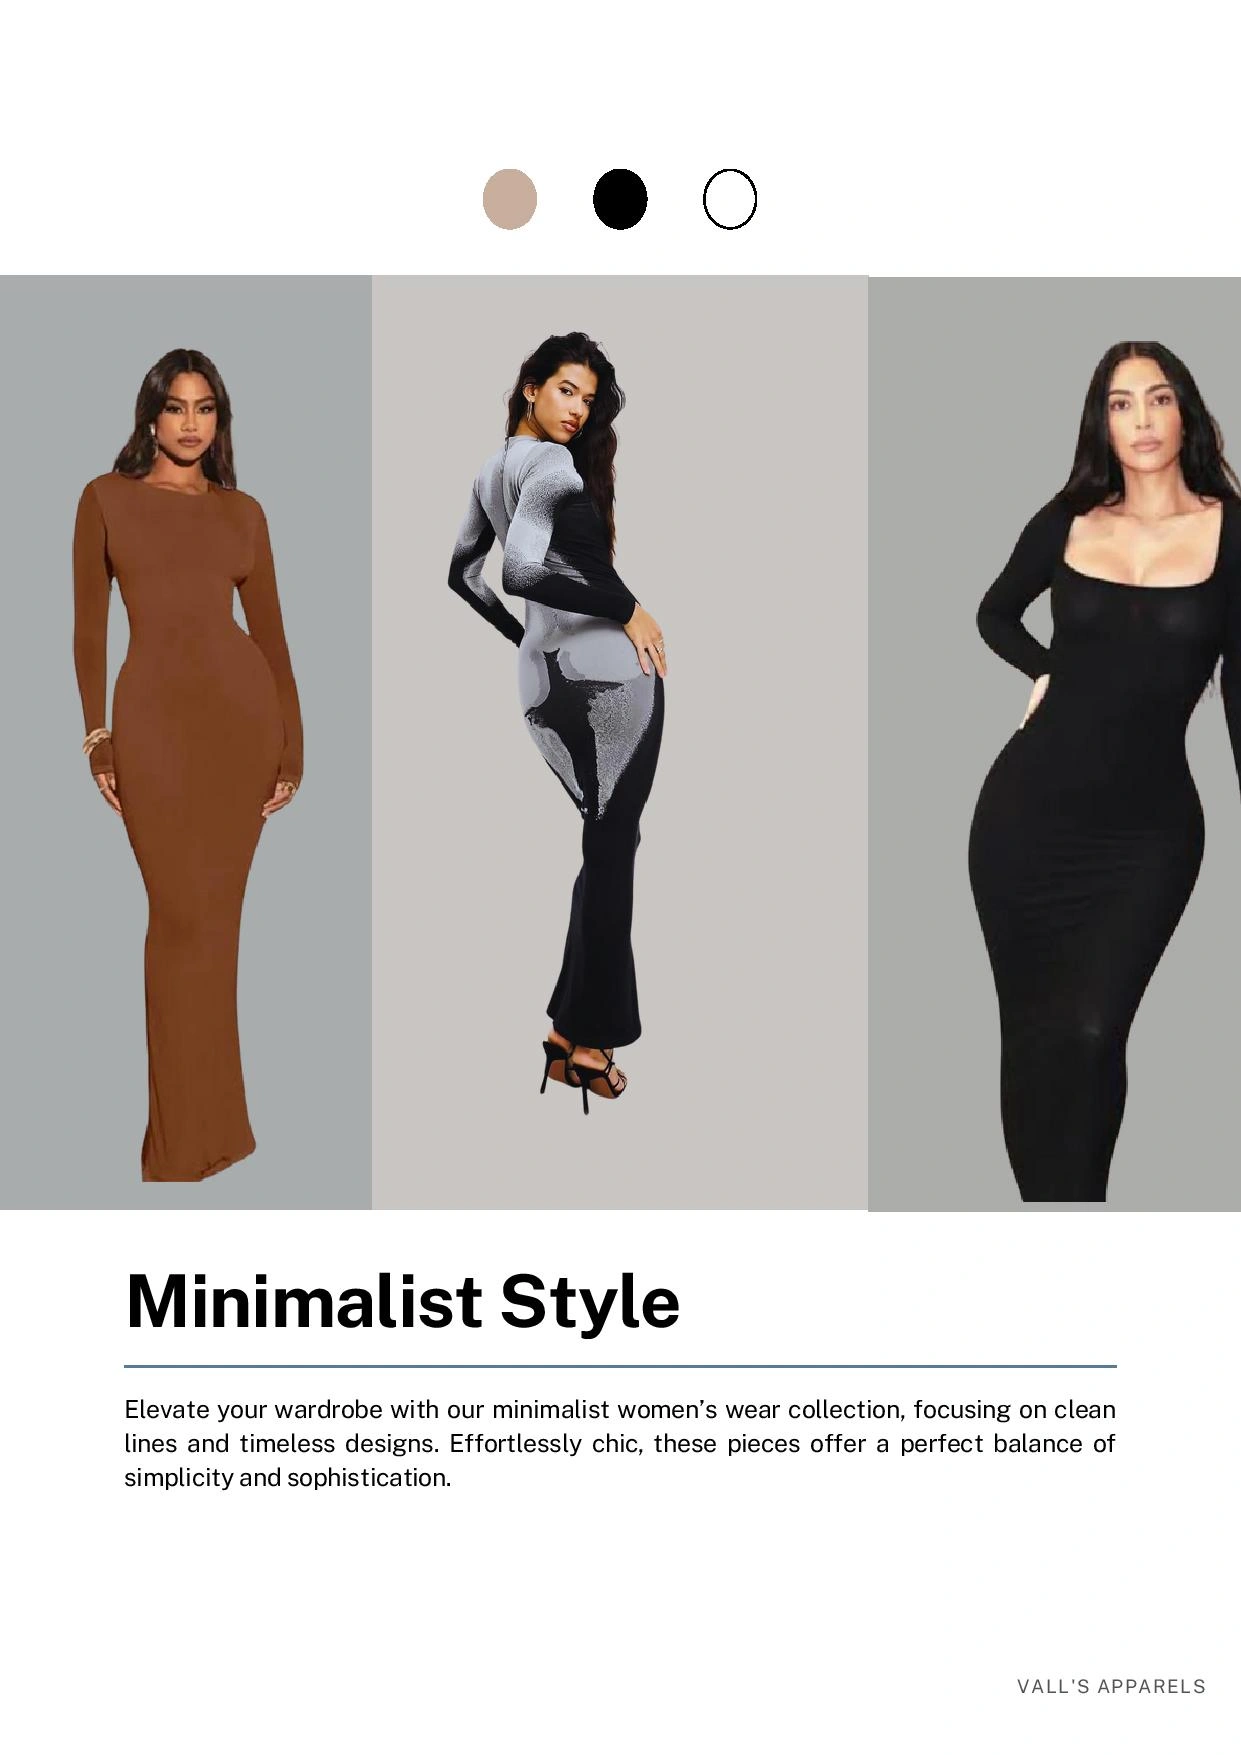 Minimalist Style
Elevate your wardrobe with our minimalist women’s wear collection, focusing on clean
lines and timeless designs. Effortlessly chic, these pieces offer a perfect balance of
simplicity and sophistication.
VALL'S APPARELS